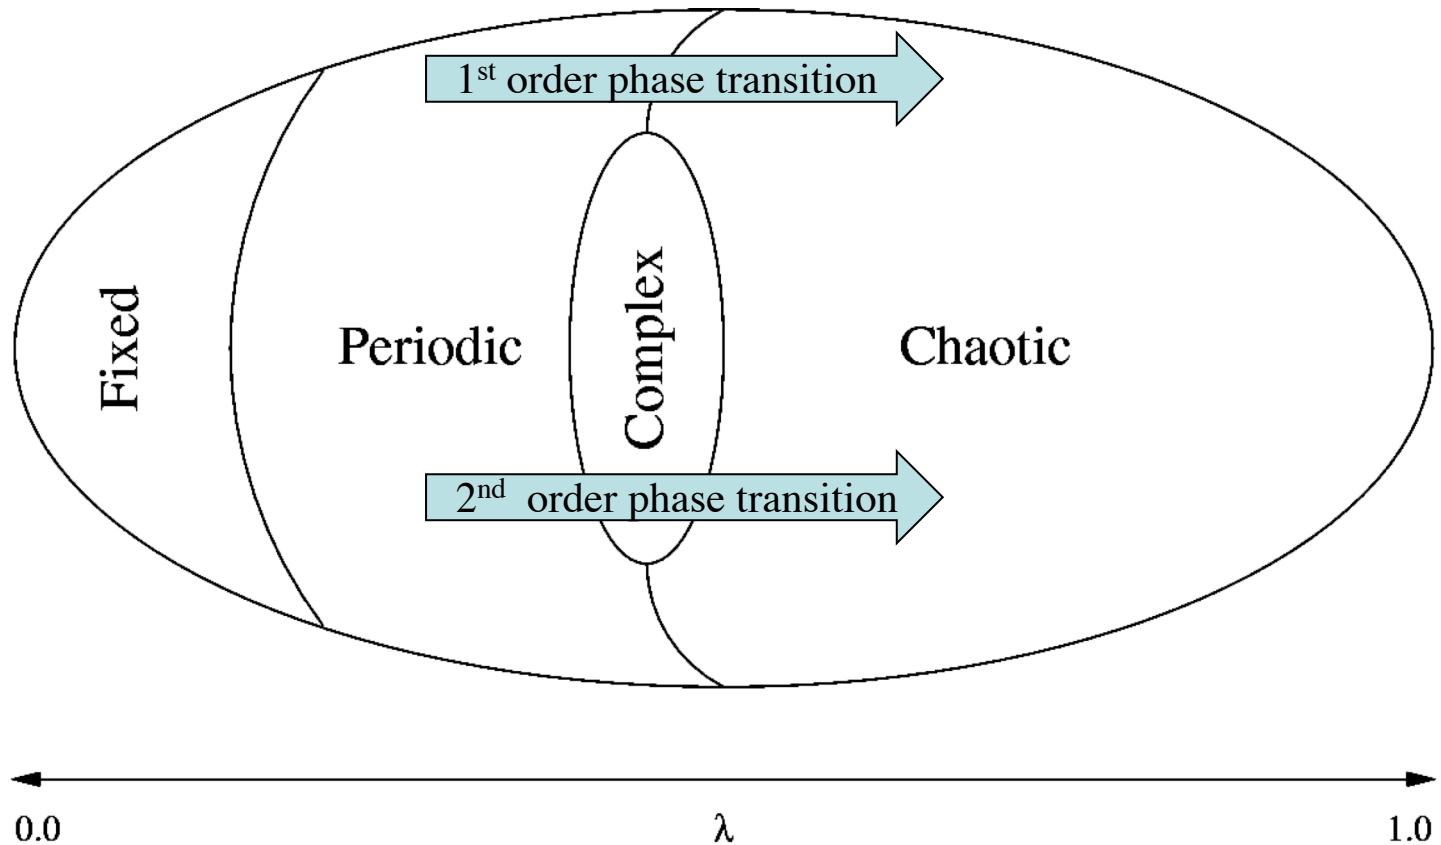 1st order phase transition
Fixed
Periodic
Complex
Chaotic
2nd order phase transition
0.0
λ
1.0